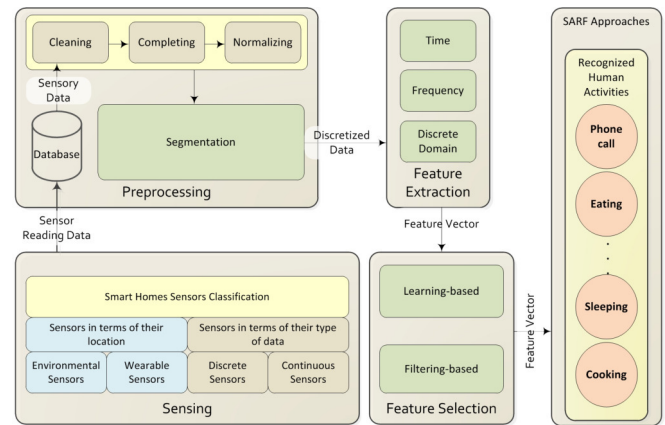 Cleaning
Completing
Normalizing
Sensory
Data
Database
Segmentation
Preprocessing
Discretized
Data
Time
Frequency
Discrete
Domain
Feature
Extraction
Sensor
Reading Data
Smart Homes Sensors Classification
Sensors in terms of their
location
Sensors in terms of their type
of data
Environmental
Sensors
Wearable
Sensors
Discrete
Sensors
Continuous
Sensors
Sensing
Feature Vector
Learning-based
Filtering-based
Feature Selection
Feature Vector
SARF Approaches
Recognized
Human
Activities
Phone
call
Eating
.
.
.
Sleeping
Cooking